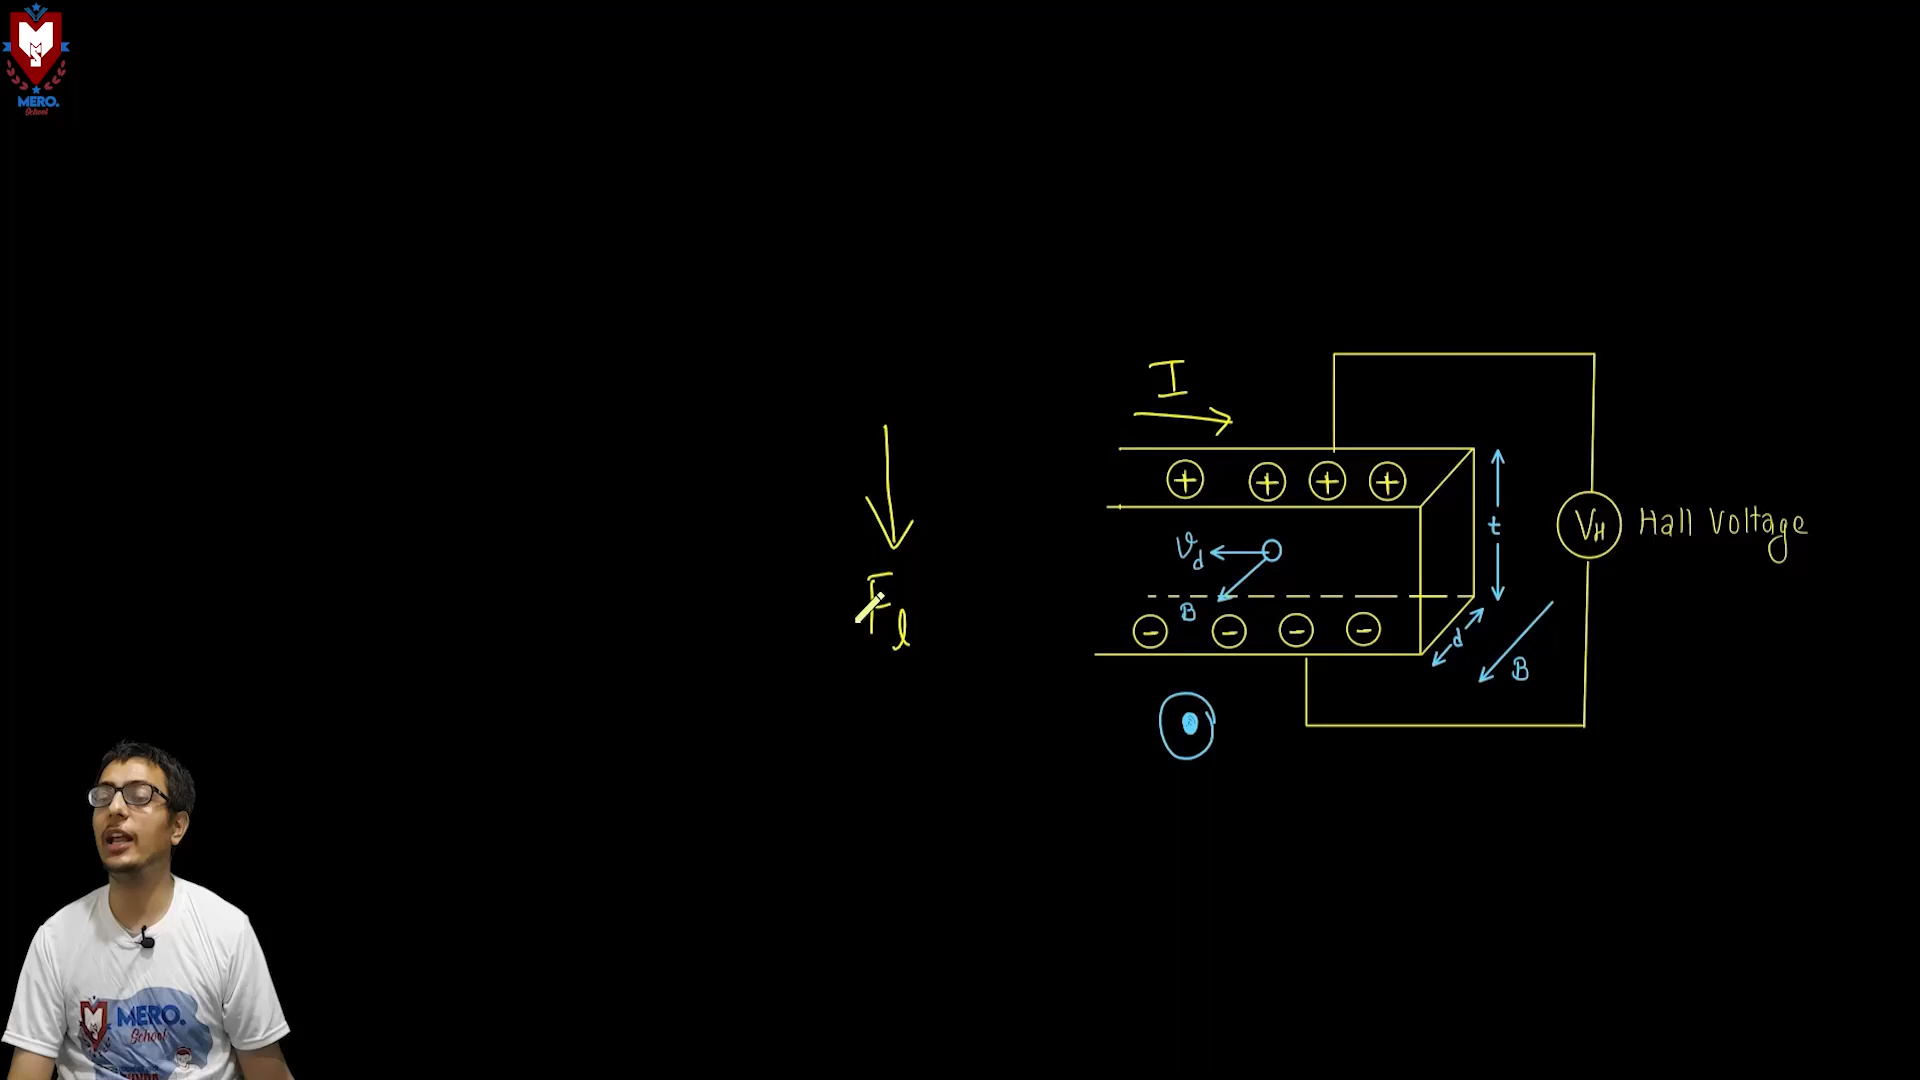 MERO.
School
I
+ + + +
t
V_H Hall Voltage
v_d
B
F_l
- - - -
d
B
MERO.
School